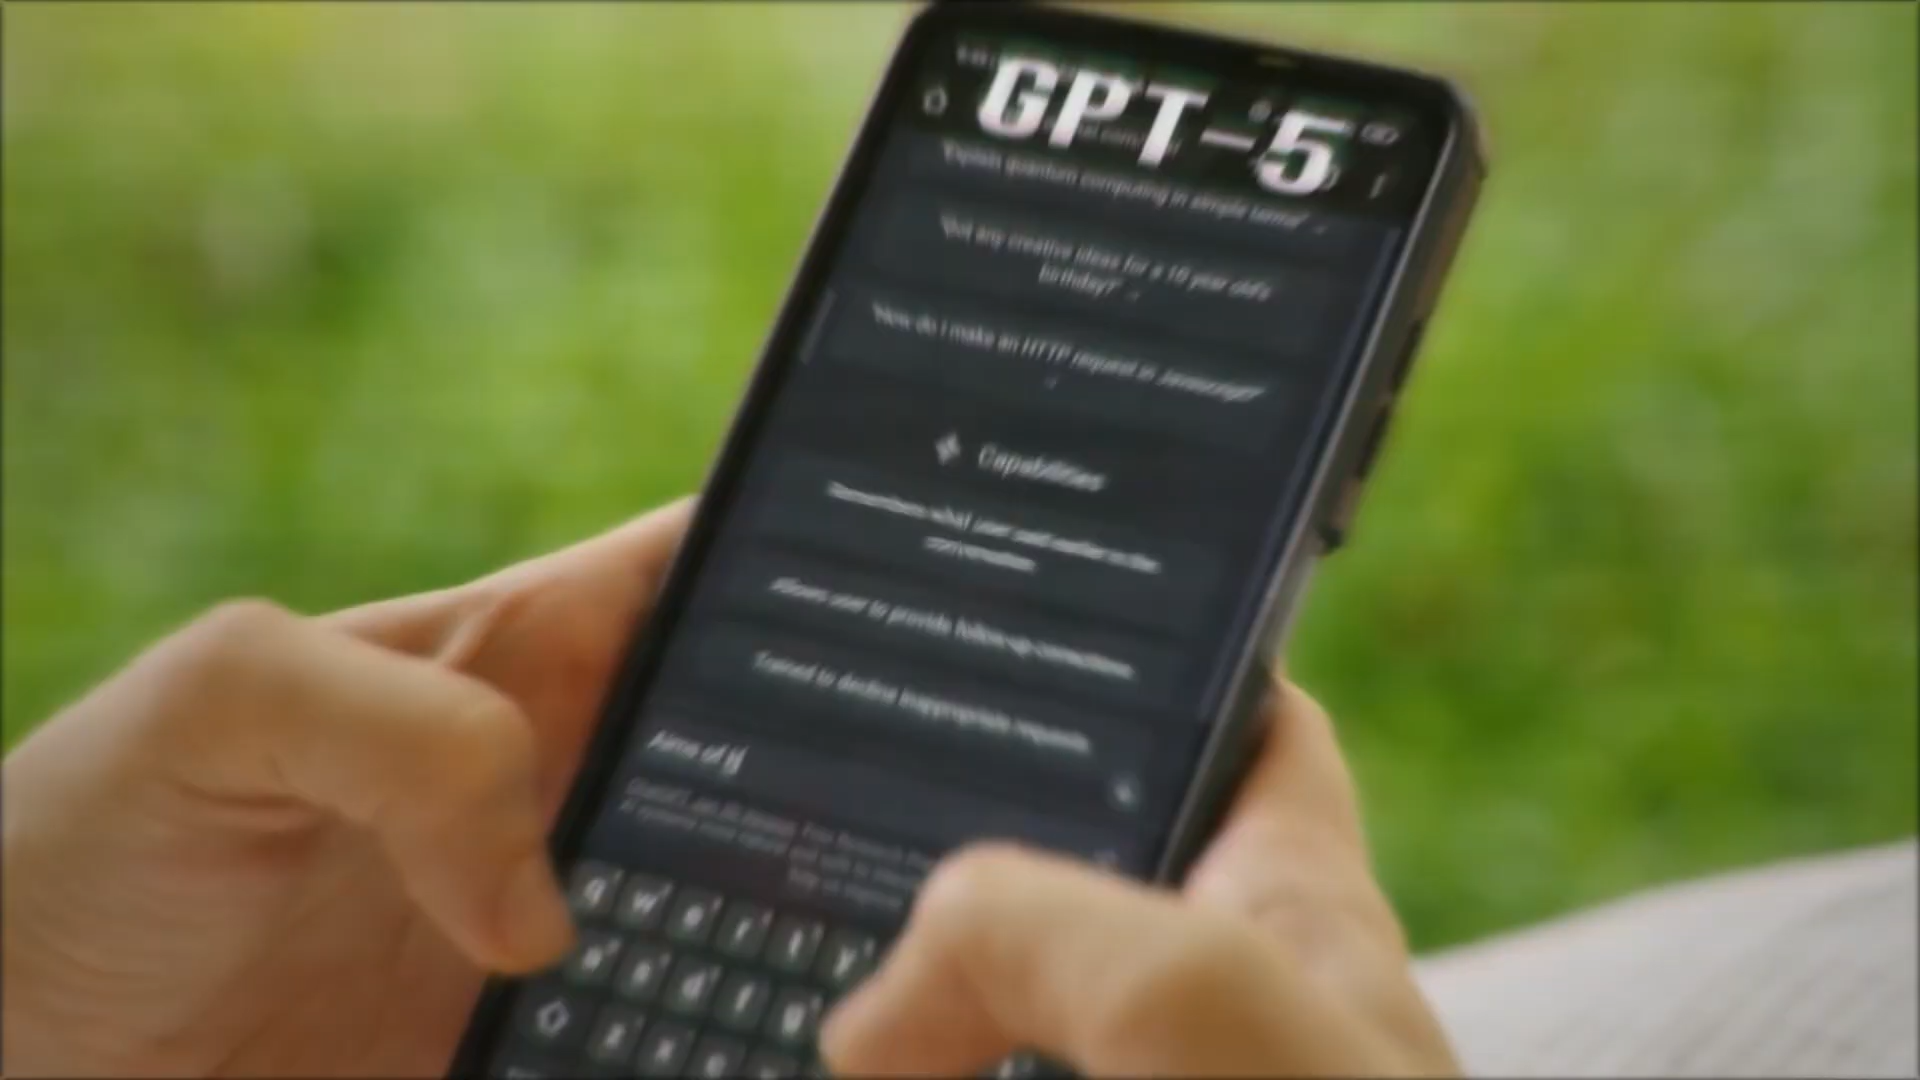 GPT-5
"Explain quantum computing in simple terms"
"Got any creative ideas for a 10 year old's
birthday?"
"How do I make an HTTP request in Javascript?"
Capabilities
Remembers what user said earlier in the
conversation
Allows user to provide follow-up corrections
Trained to decline inappropriate requests
Aims of
q w e r t y
a s d f g
z x c v